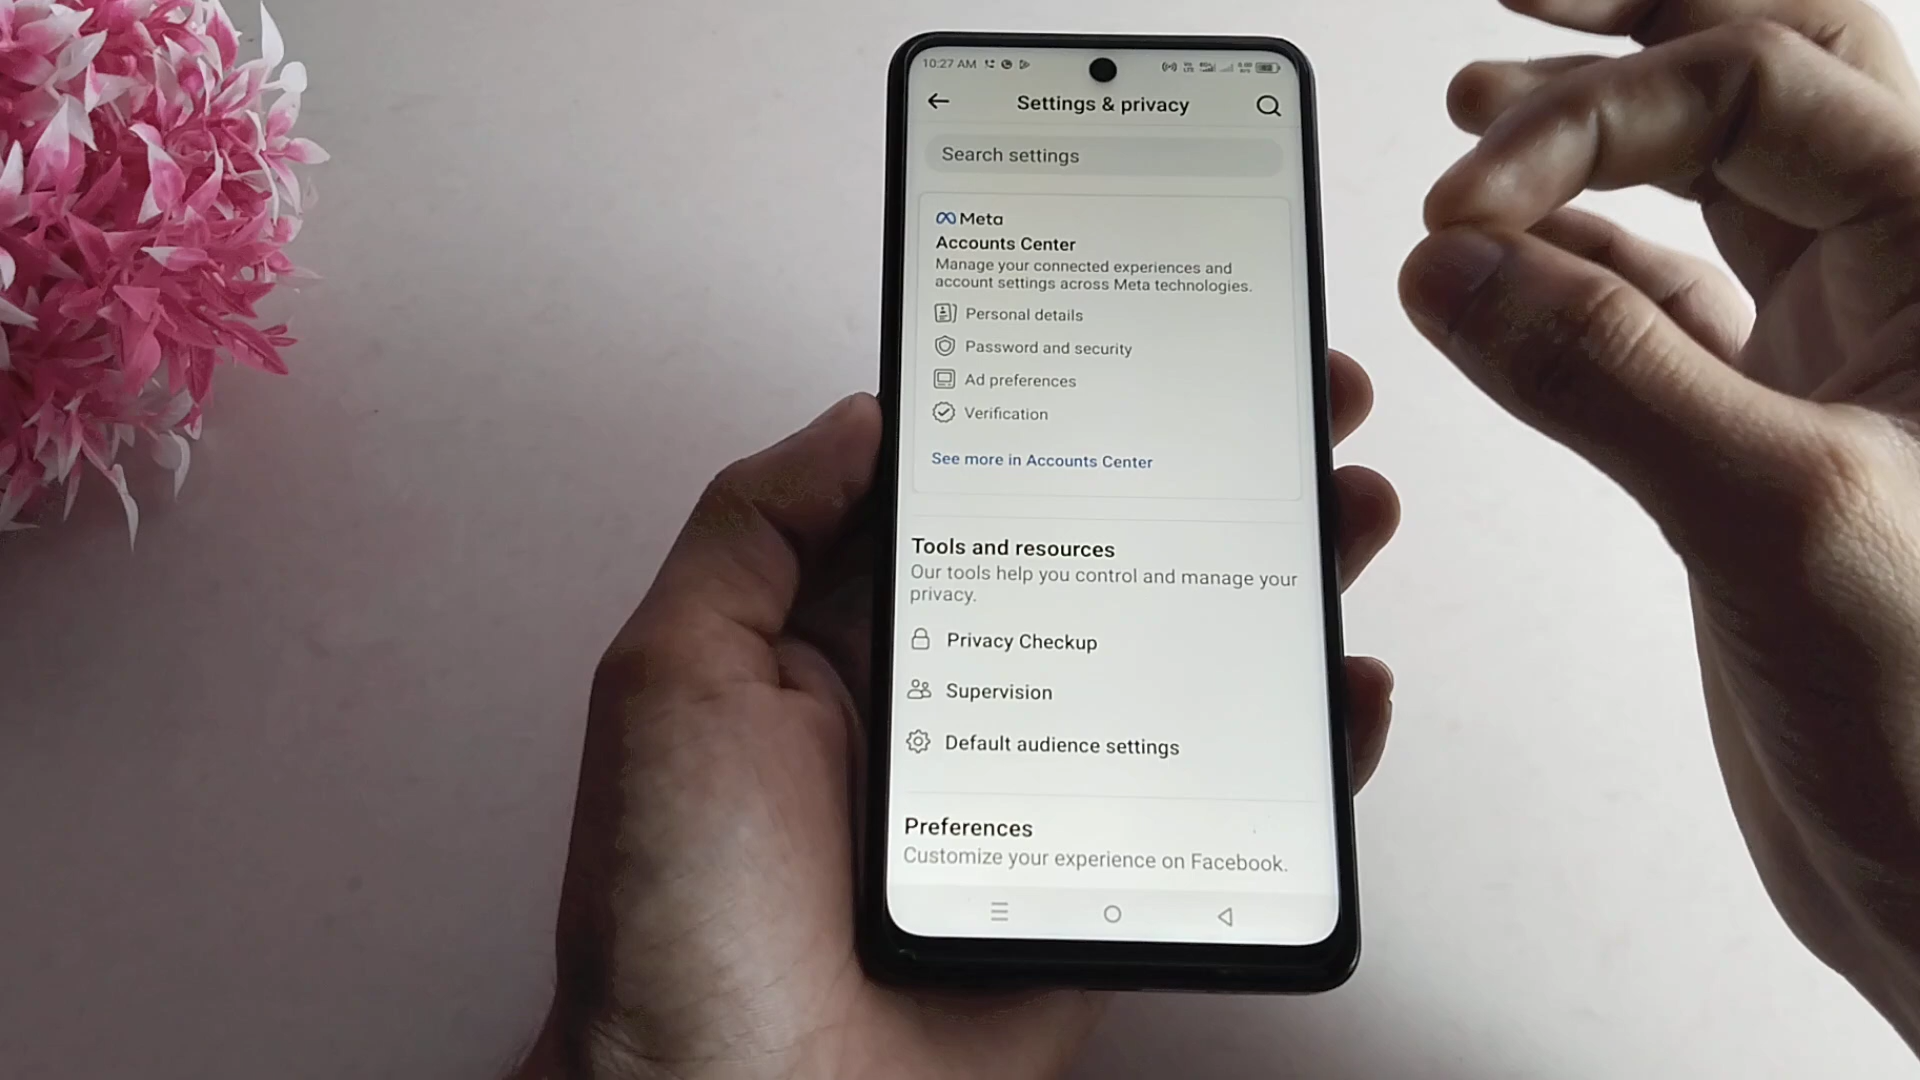 10:27 AM
Settings & privacy
Search settings
Meta
Accounts Center
Manage your connected experiences and
account settings across Meta technologies.
Personal details
Password and security
Ad preferences
Verification
See more in Accounts Center
Tools and resources
Our tools help you control and manage your
privacy.
Privacy Checkup
Supervision
Default audience settings
Preferences
Customize your experience on Facebook.